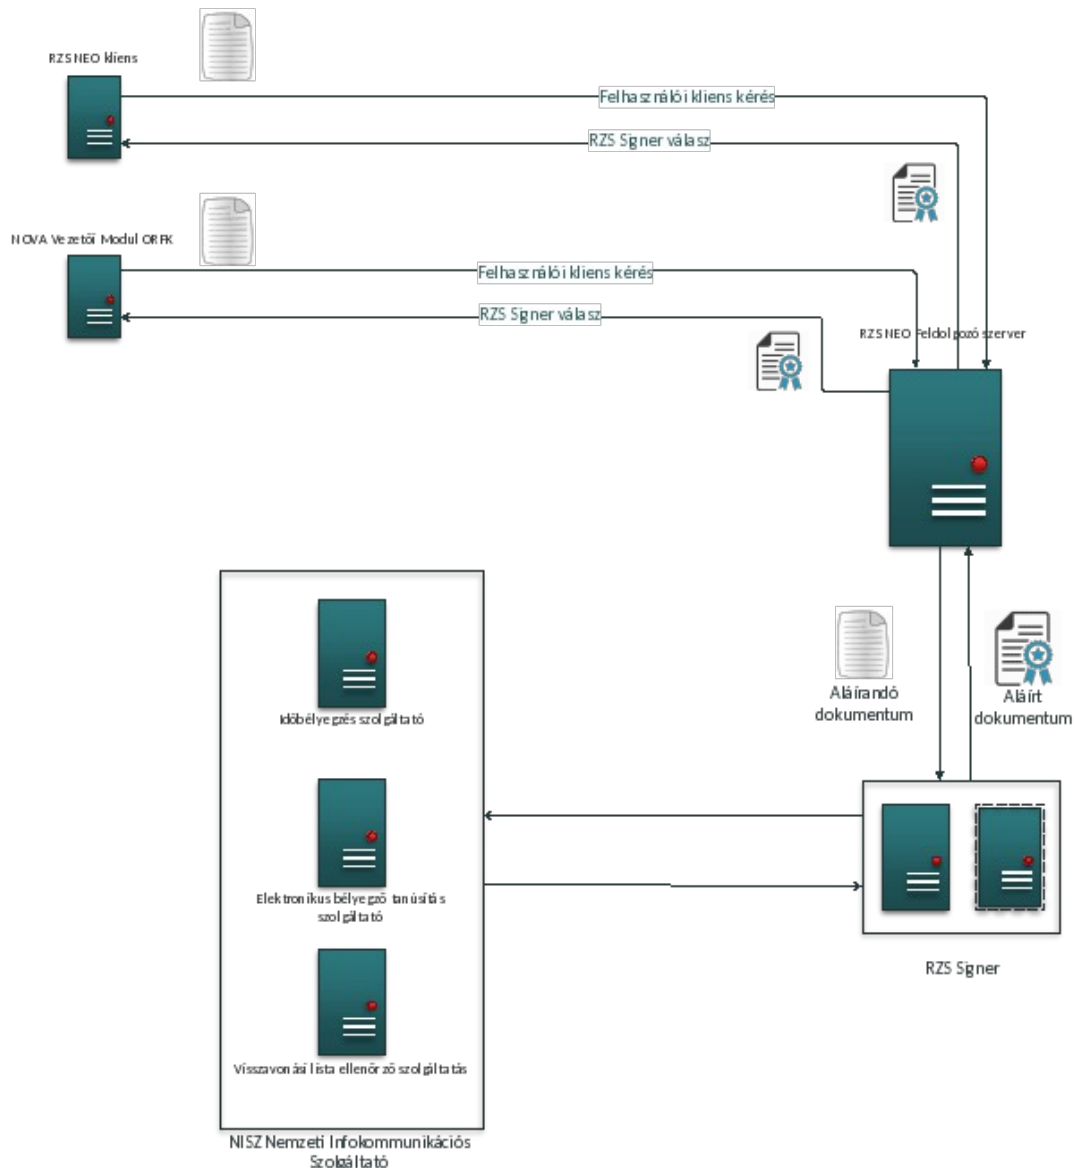 RZS NEO kliens
Felhasználói kliens kérés
RZS Signer válasz
NOVA Vezetői Modul ORFK
Felhasználói kliens kérés
RZS Signer válasz
RZS NEO Feldolgozó szerver
Aláírandó
dokumentum
Aláírt
dokumentum
Időbélyegzés szolgáltató
Elektronikus bélyegző tanúsítás
szolgáltató
Visszavonási lista ellenőrző szolgáltatás
RZS Signer
NISZ Nemzeti Infokommunikációs
Szolgáltató